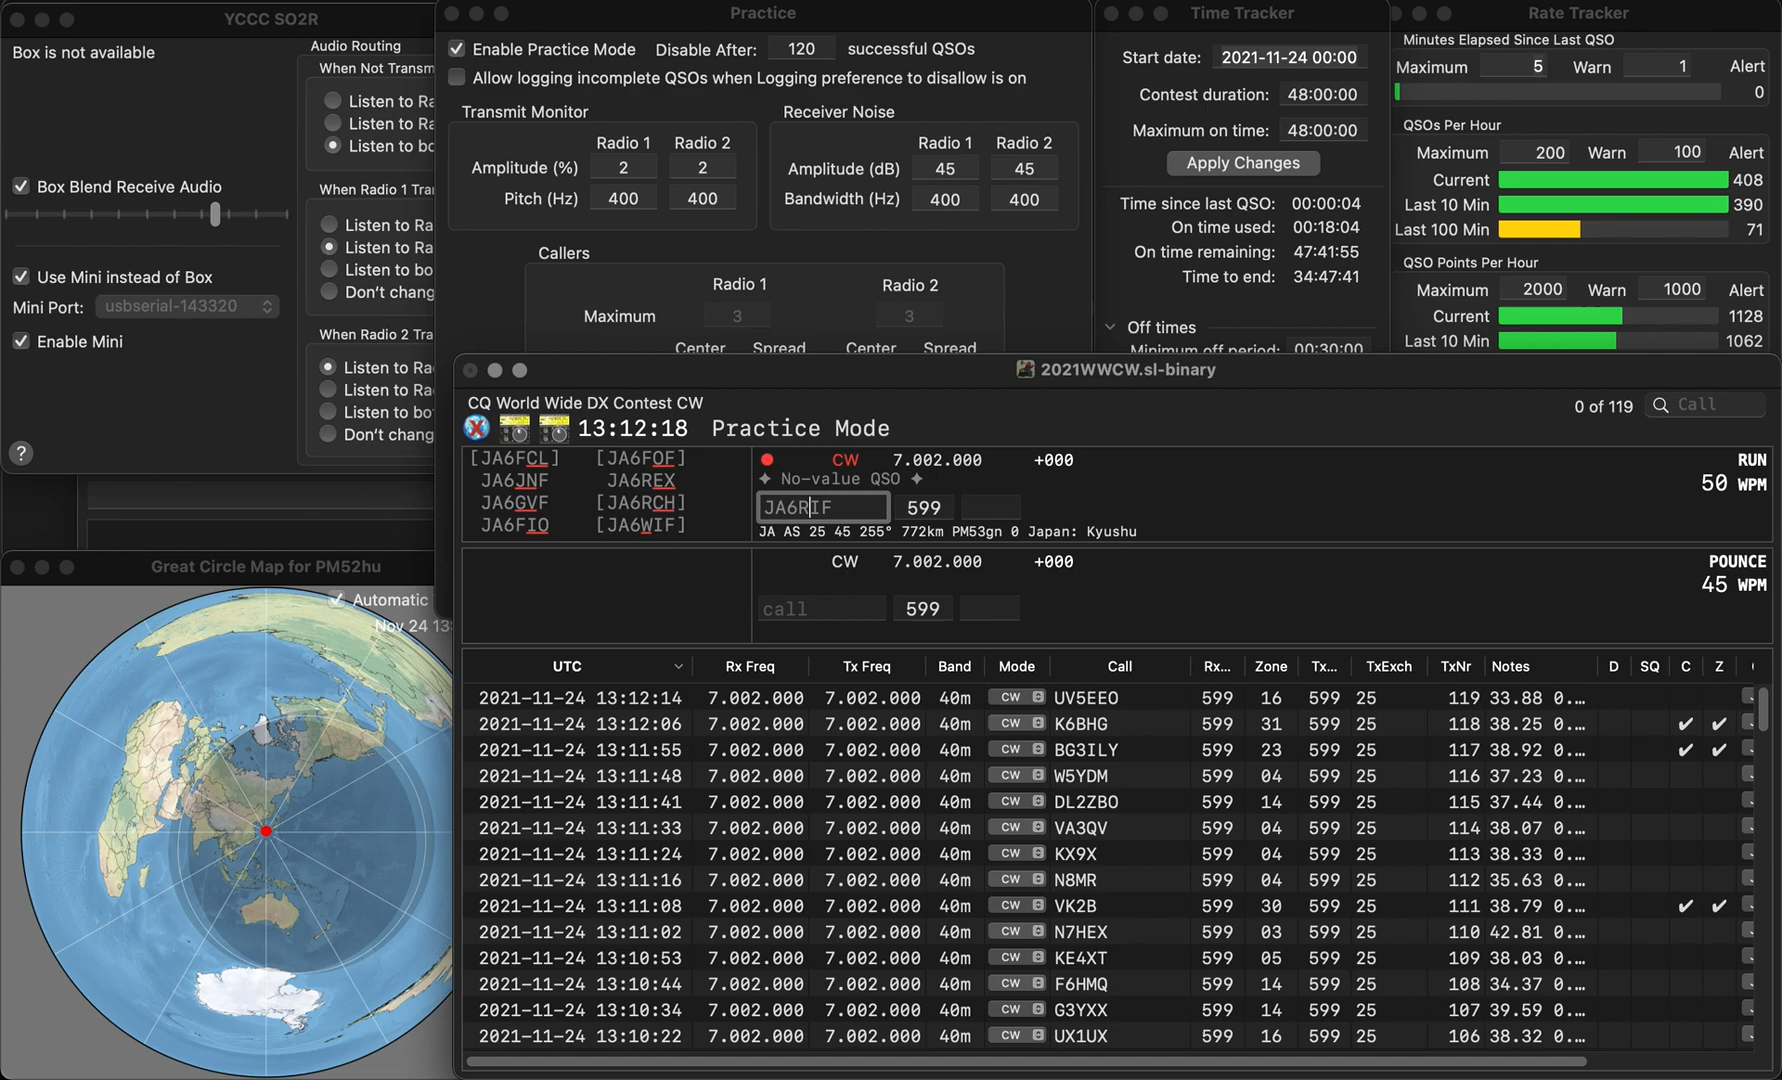 YCCC SO2R
Box is not available
Box Blend Receive Audio
Use Mini instead of Box
Mini Port: usbserial-143320
Enable Mini
?
Audio Routing
When Not Transm
Listen to Ra
Listen to Ra
Listen to bo
When Radio 1 Tra
Listen to Ra
Listen to Ra
Listen to bo
Don't chang
When Radio 2 Tra
Listen to Ra
Listen to Ra
Listen to bot
Don't chang
Practice
Enable Practice Mode Disable After: 120 successful QSOs
Allow logging incomplete QSOs when Logging preference to disallow is on
Transmit Monitor
Radio 1 Radio 2
Amplitude (%) 2 2
Pitch (Hz) 400 400
Receiver Noise
Radio 1 Radio 2
Amplitude (dB) 45 45
Bandwidth (Hz) 400 400
Callers
Radio 1 Radio 2
Maximum 3 3
Center Spread Center Spread
Time Tracker
Start date: 2021-11-24 00:00
Contest duration: 48:00:00
Maximum on time: 48:00:00
Apply Changes
Time since last QSO: 00:00:04
On time used: 00:18:04
On time remaining: 47:41:55
Time to end: 34:47:41
Off times
Minimum off period: 00:30:00
Rate Tracker
Minutes Elapsed Since Last QSO
Maximum 5 Warn 1 Alert
0
QSOs Per Hour
Maximum 200 Warn 100 Alert
Current 408
Last 10 Min 390
Last 100 Min 71
QSO Points Per Hour
Maximum 2000 Warn 1000 Alert
Current 1128
Last 10 Min 1062
Great Circle Map for PM52hu
Automatic
Nov 24 13:
2021WWCW.sl-binary
CQ World Wide DX Contest CW
0 of 119 Call
13:12:18 Practice Mode
[JA6FCL] [JA6FOF]
JA6JNF JA6REX
JA6GVF [JA6RCH]
JA6FIO [JA6WIF]
CW 7.002.000 +000
No-value QSO
JA6RIF 599
JA AS 25 45 255° 772km PM53gn 0 Japan: Kyushu
RUN
50 WPM
CW 7.002.000 +000
call 599
POUNCE
45 WPM
UTC Rx Freq Tx Freq Band Mode Call Rx... Zone Tx... TxExch TxNr Notes D SQ C Z
2021-11-24 13:12:14 7.002.000 7.002.000 40m CW UV5EEO 599 16 599 25 119 33.88 0.…
2021-11-24 13:12:06 7.002.000 7.002.000 40m CW K6BHG 599 31 599 25 118 38.25 0.… ✔ ✔
2021-11-24 13:11:55 7.002.000 7.002.000 40m CW BG3ILY 599 23 599 25 117 38.92 0.… ✔ ✔
2021-11-24 13:11:48 7.002.000 7.002.000 40m CW W5YDM 599 04 599 25 116 37.23 0.…
2021-11-24 13:11:41 7.002.000 7.002.000 40m CW DL2ZBO 599 14 599 25 115 37.44 0.…
2021-11-24 13:11:33 7.002.000 7.002.000 40m CW VA3QV 599 04 599 25 114 38.07 0.…
2021-11-24 13:11:24 7.002.000 7.002.000 40m CW KX9X 599 04 599 25 113 38.33 0.…
2021-11-24 13:11:16 7.002.000 7.002.000 40m CW N8MR 599 04 599 25 112 35.63 0.…
2021-11-24 13:11:08 7.002.000 7.002.000 40m CW VK2B 599 30 599 25 111 38.79 0.… ✔ ✔
2021-11-24 13:11:02 7.002.000 7.002.000 40m CW N7HEX 599 03 599 25 110 42.81 0.…
2021-11-24 13:10:53 7.002.000 7.002.000 40m CW KE4XT 599 05 599 25 109 38.03 0.…
2021-11-24 13:10:44 7.002.000 7.002.000 40m CW F6HMQ 599 14 599 25 108 34.37 0.…
2021-11-24 13:10:34 7.002.000 7.002.000 40m CW G3YXX 599 14 599 25 107 39.59 0.…
2021-11-24 13:10:22 7.002.000 7.002.000 40m CW UX1UX 599 16 599 25 106 38.32 0.…